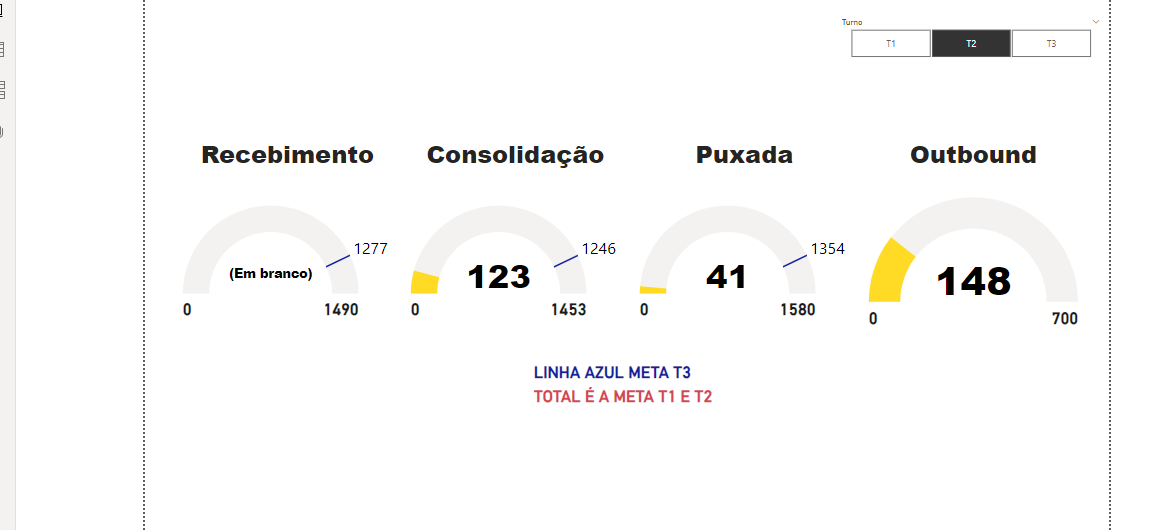 Turno
T1 T2 T3
Recebimento Consolidação Puxada Outbound
1277 1246 1354
(Em branco) 123 41 148
0 1490 0 1453 0 1580 0 700
LINHA AZUL META T3
TOTAL É A META T1 E T2